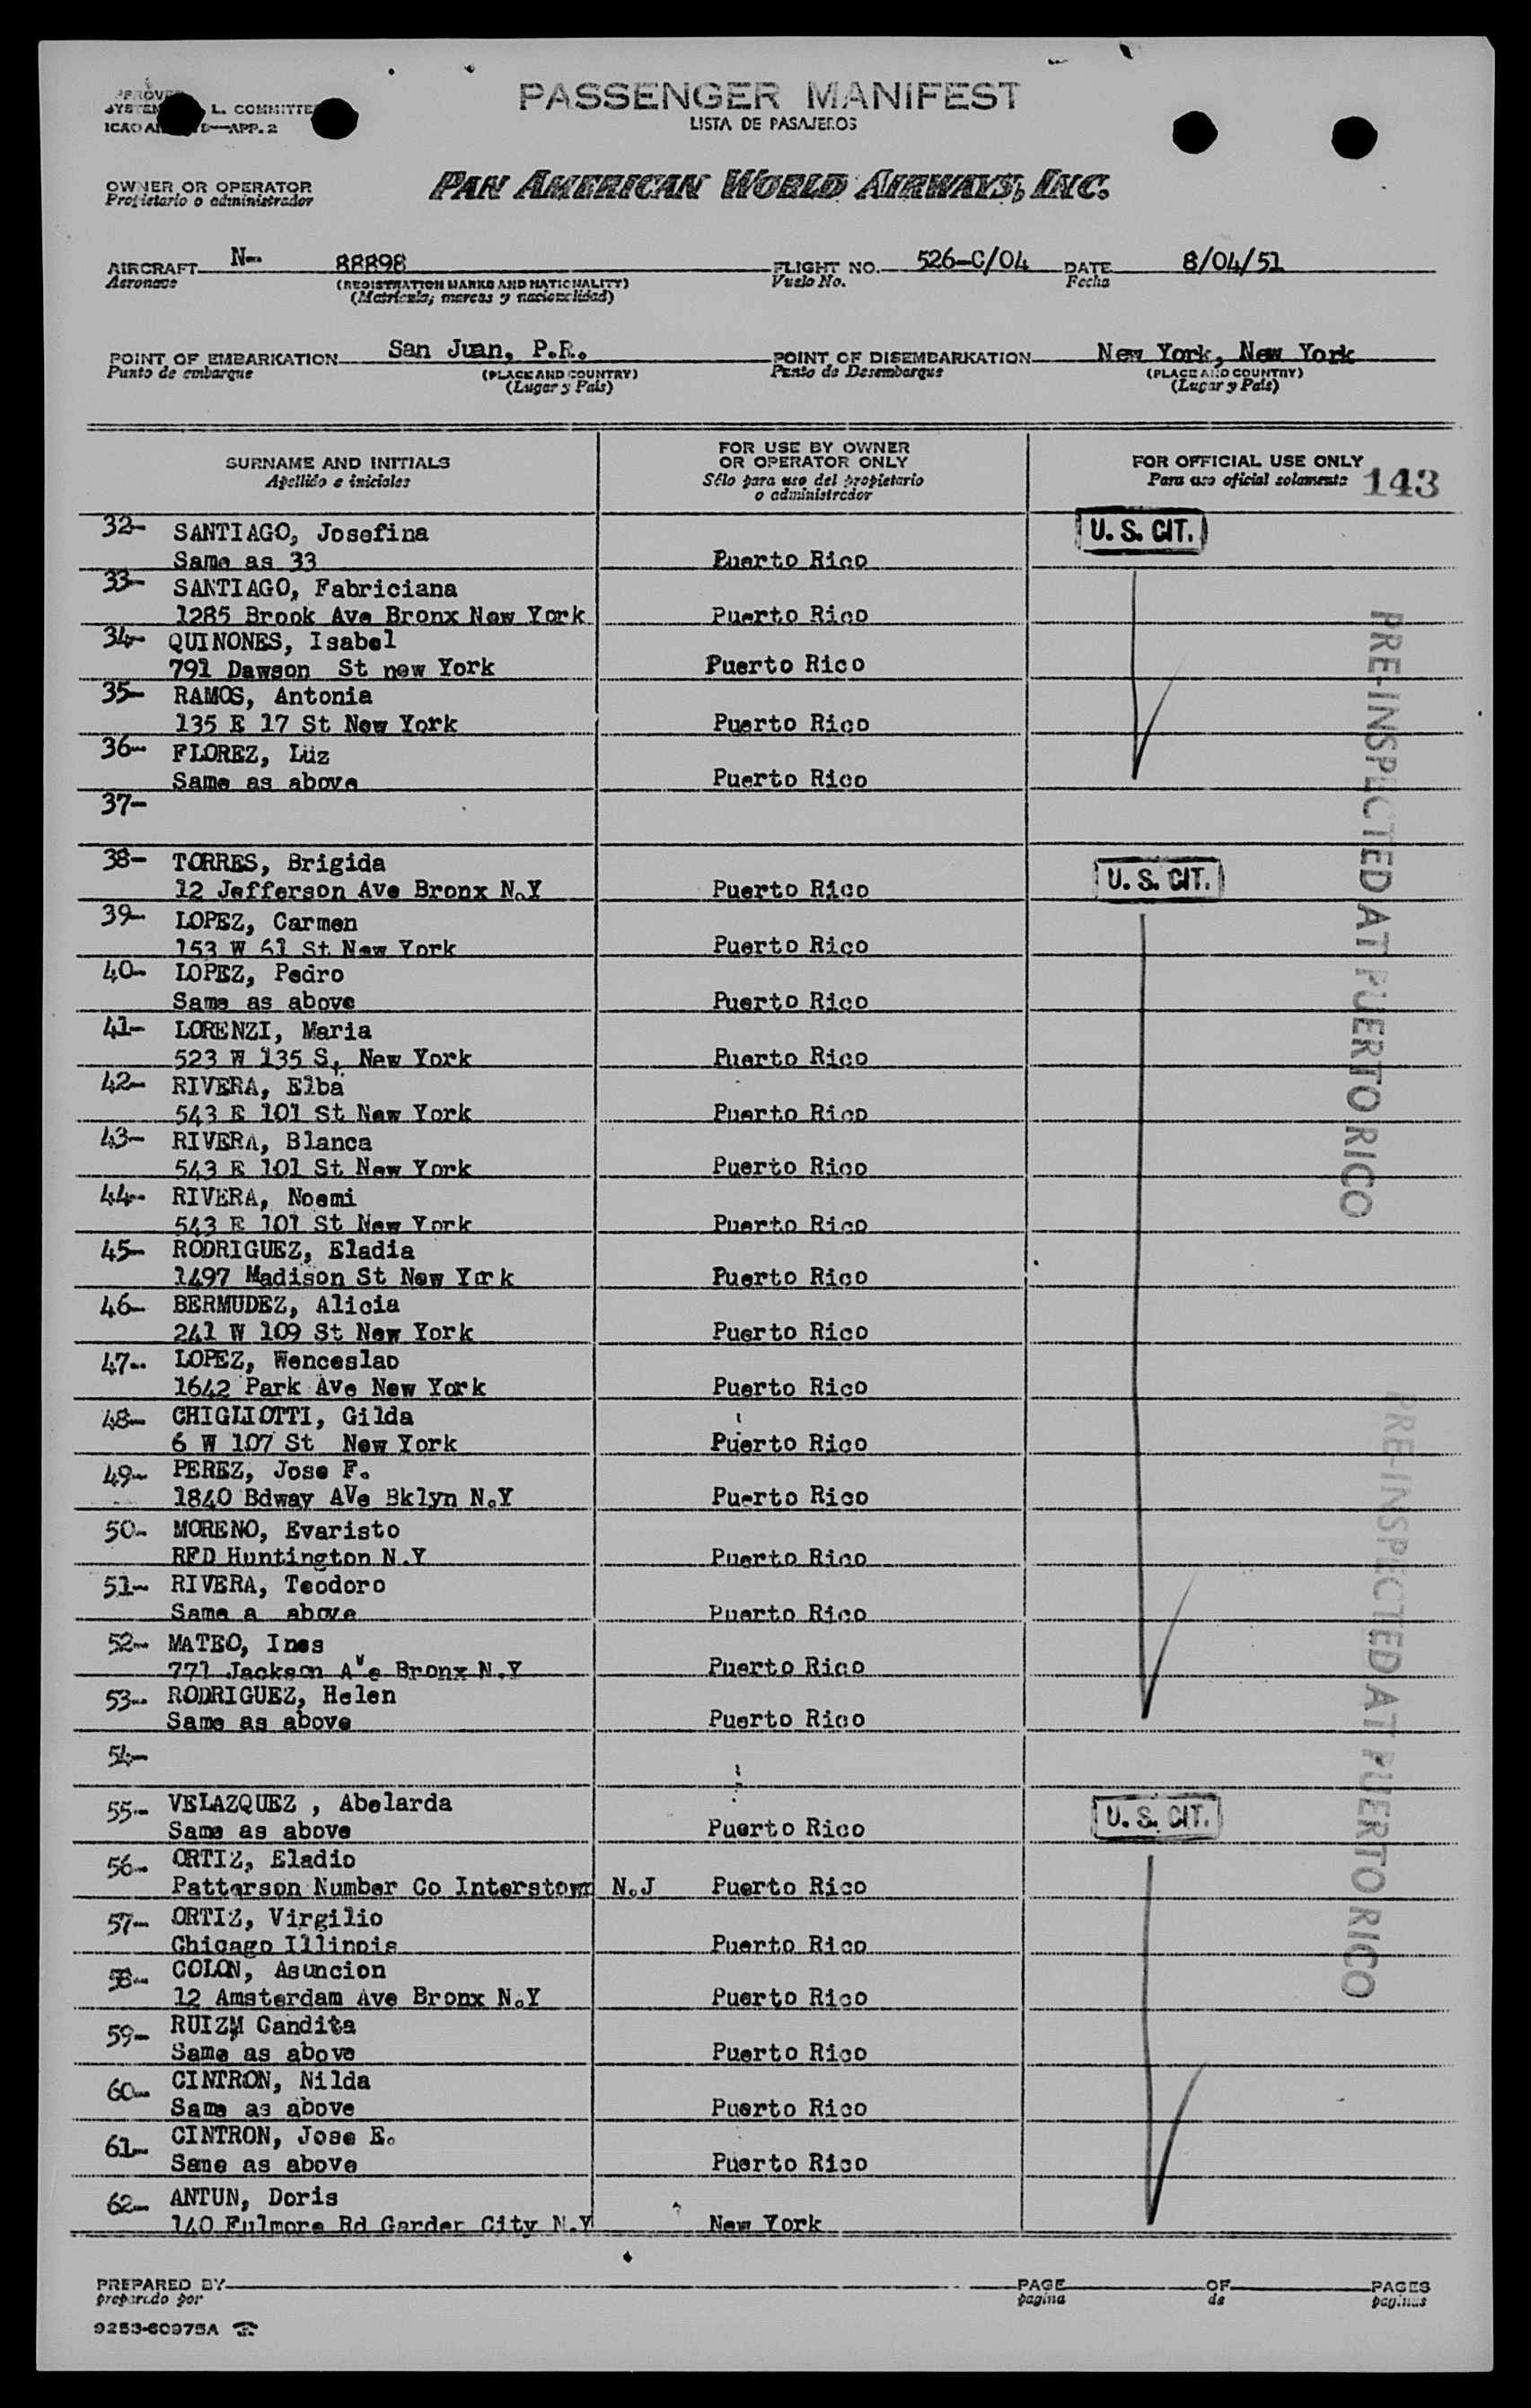 PASSENGER MANIFEST
LISTA DE PASAJEROS
L. COMMITTEE
ICAO APP. 2
OWNER OR OPERATOR
Propietario o administrador
PAN AMERICAN WORLD AIRWAYS, INC.
AIRCRAFT N- 88898 FLIGHT NO. 526-C/04 DATE 8/04/51
Aeronave (REGISTRATION MARKS AND NATIONALITY) Vuelo No. Fecha
(Matrícula, marcas y nacionalidad)
POINT OF EMBARKATION San Juan, P.R. POINT OF DISEMBARKATION New York, New York
Punto de embarque (PLACE AND COUNTRY) Punto de Desembarque (PLACE AND COUNTRY)
(Lugar y País) (Lugar y País)
SURNAME AND INITIALS FOR USE BY OWNER OR OPERATOR ONLY FOR OFFICIAL USE ONLY
Apellido e iniciales Sólo para uso del propietario o administrador Para uso oficial solamente 143
32- SANTIAGO, Josefina U. S. CIT.
Same as 33 Puerto Rico
33- SANTIAGO, Fabriciana
1285 Brook Ave Bronx New York Puerto Rico
34- QUINONES, Isabel
791 Dawson St new York Puerto Rico
35- RAMOS, Antonia
135 E 17 St New York Puerto Rico
36- FLOREZ, Luz
Same as above Puerto Rico
37-
38- TORRES, Brigida U. S. CIT.
12 Jefferson Ave Bronx N.Y Puerto Rico
39- LOPEZ, Carmen
153 W 61 St New York Puerto Rico
40- LOPEZ, Pedro
Same as above Puerto Rico
41- LORENZI, Maria
523 W 135 S, New York Puerto Rico
42- RIVERA, Elba
543 E 101 St New York Puerto Rico
43- RIVERA, Blanca
543 E 101 St New York Puerto Rico
44- RIVERA, Noemi
543 E 101 St New York Puerto Rico
45- RODRIGUEZ, Eladia
1497 Madison St New York Puerto Rico
46- BERMUDEZ, Alicia
241 W 109 St New York Puerto Rico
47- LOPEZ, Wenceslao
1642 Park Ave New York Puerto Rico
48- CHIGLIOTTI, Gilda
6 W 107 St New York Puerto Rico
49- PEREZ, Jose F.
1840 Bdway AVe Bklyn N.Y Puerto Rico
50- MORENO, Evaristo
RFD Huntington N.Y Puerto Rico
51- RIVERA, Teodoro
Same a above Puerto Rico
52- MATEO, Ines
771 Jackson Ave Bronx N.Y Puerto Rico
53- RODRIGUEZ, Helen
Same as above Puerto Rico
54-
55- VELAZQUEZ , Abelarda U. S. CIT.
Same as above Puerto Rico
56- ORTIZ, Eladio
Patterson Number Co Interstown N.J Puerto Rico
57- ORTIZ, Virgilio
Chicago Illinois Puerto Rico
58- COLON, Asuncion
12 Amsterdam Ave Bronx N.Y Puerto Rico
59- RUIZM Candita
Same as above Puerto Rico
60- CINTRON, Nilda
Same as above Puerto Rico
61- CINTRON, Jose E.
Same as above Puerto Rico
62- ANTUN, Doris
140 Fulmore Rd Garder City N.Y New York
PRE-INSPECTED AT PUERTO RICO
PRE-INSPECTED AT PUERTO RICO
PREPARED BY PAGE OF PAGES
preparado por pagina de paginas
9253-60975A